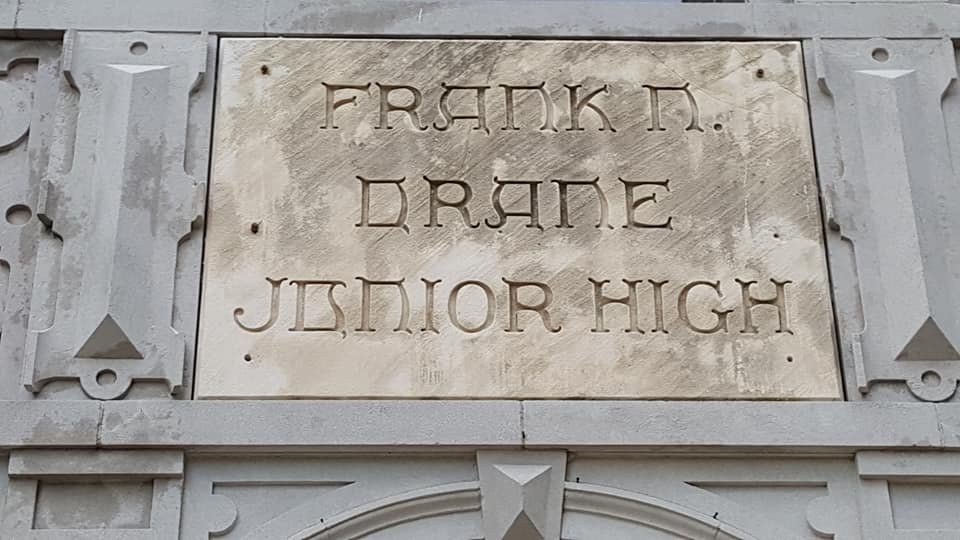 FRANK N.
DRANE
JUNIOR HIGH